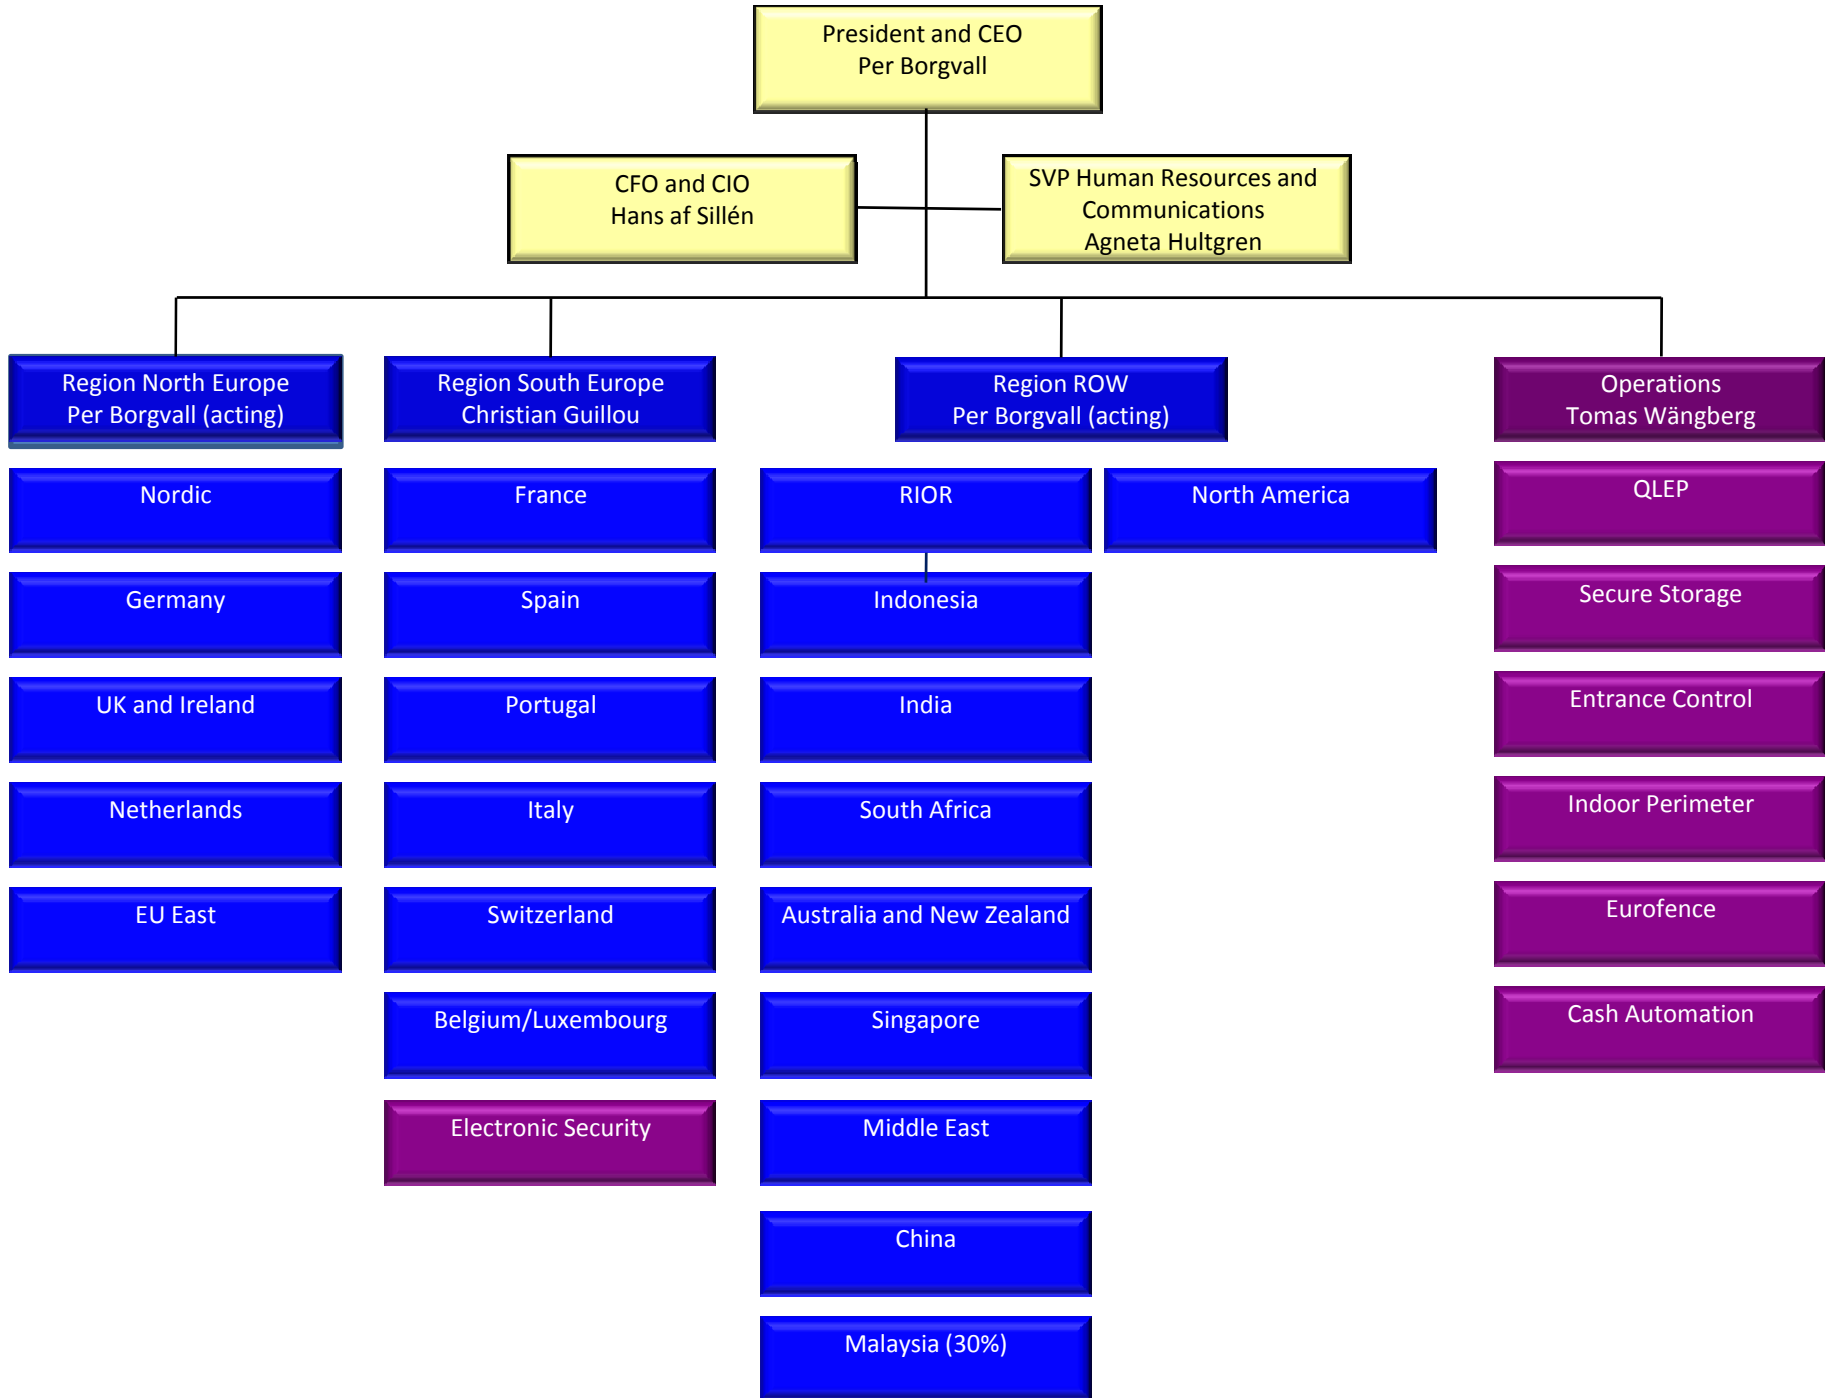 President and CEO
Per Borgvall
CFO and CIO
Hans af Sillén
SVP Human Resources and
Communications
Agneta Hultgren
Region North Europe
Per Borgvall (acting)
Region South Europe
Christian Guillou
Region ROW
Per Borgvall (acting)
Operations
Tomas Wängberg
Nordic
Germany
UK and Ireland
Netherlands
EU East
France
Spain
Portugal
Italy
Switzerland
Belgium/Luxembourg
Electronic Security
RIOR
Indonesia
India
South Africa
Australia and New Zealand
Singapore
Middle East
China
Malaysia (30%)
North America
QLEP
Secure Storage
Entrance Control
Indoor Perimeter
Eurofence
Cash Automation